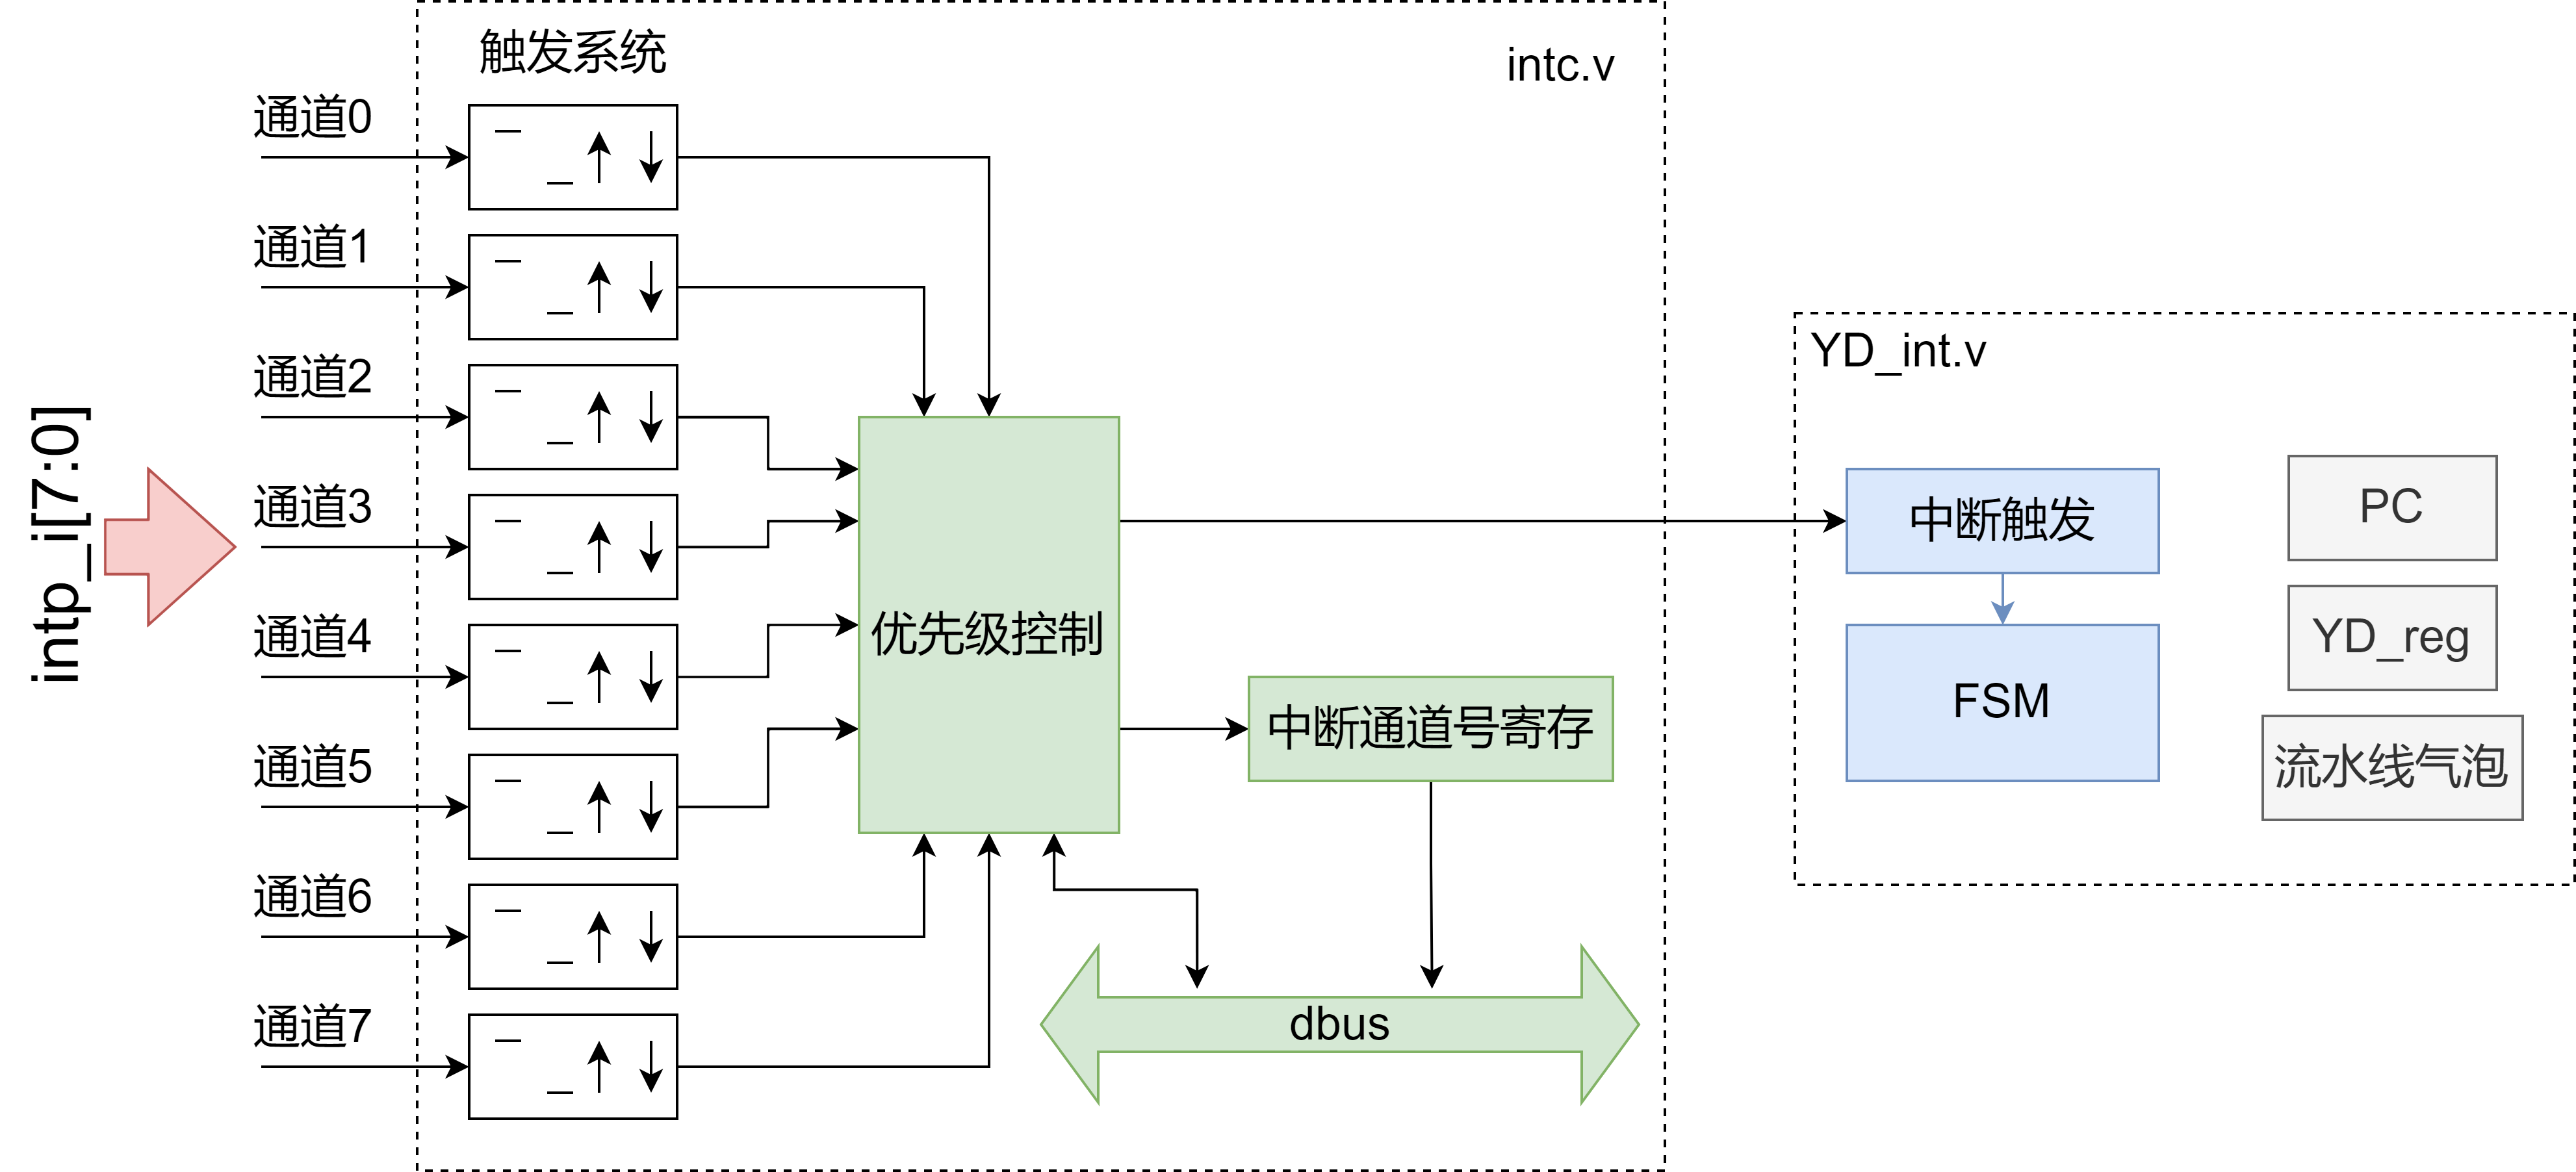 触发系统
intc.v
通道0
通道1
通道2
通道3
通道4
通道5
通道6
通道7
intp_i[7:0]
优先级控制
中断通道号寄存
dbus
YD_int.v
中断触发
FSM
PC
YD_reg
流水线气泡